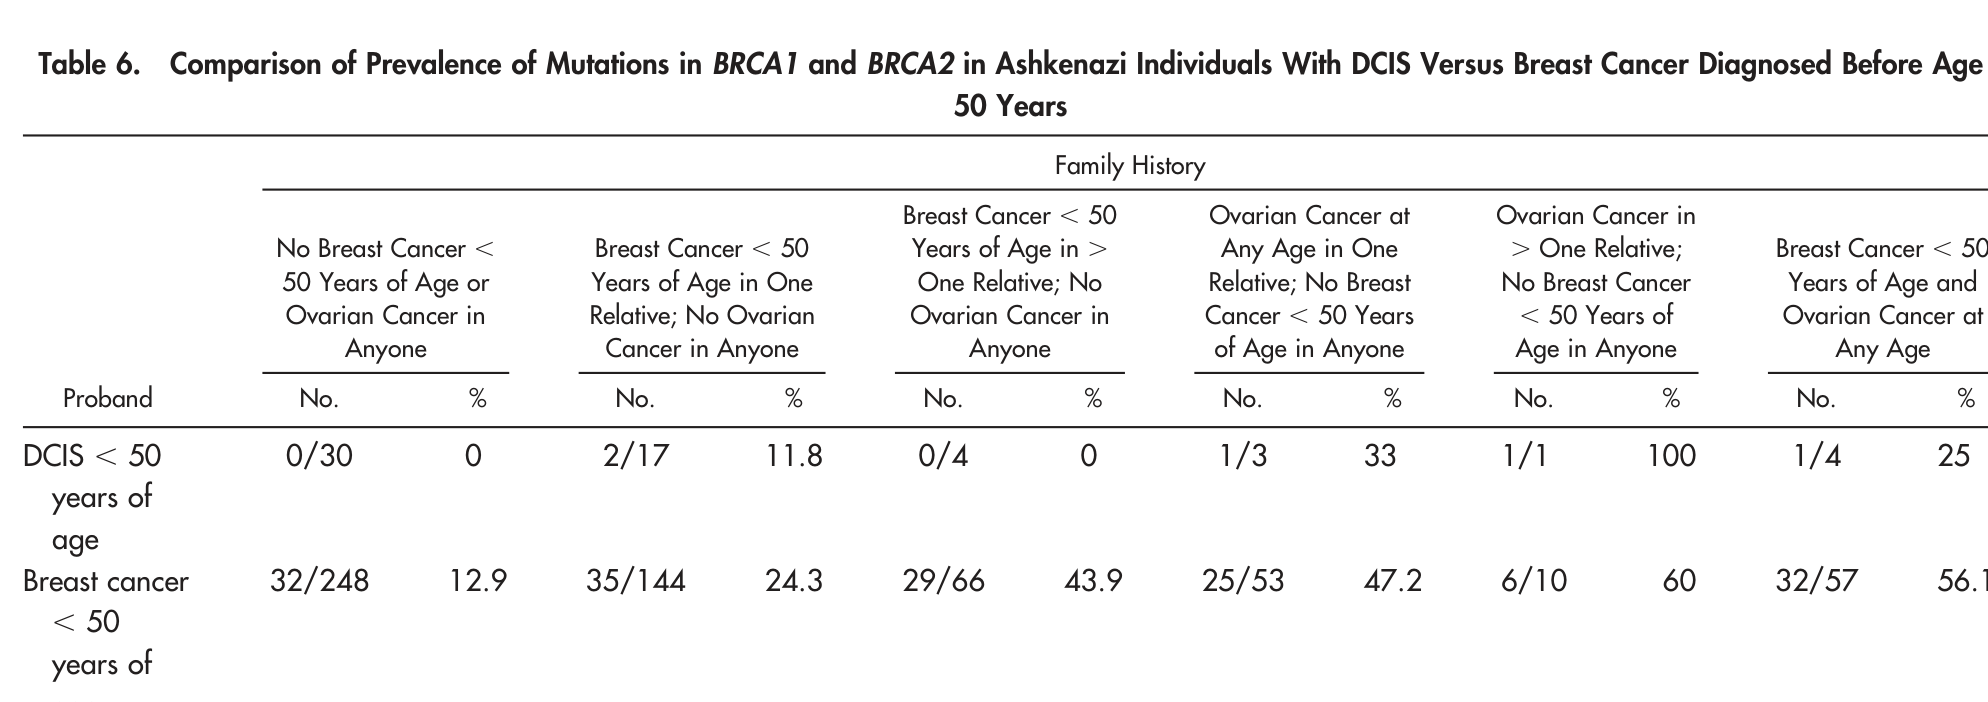 Table 6. Comparison of Prevalence of Mutations in BRCA1 and BRCA2 in Ashkenazi Individuals With DCIS Versus Breast Cancer Diagnosed Before Age
50 Years
Family History
No Breast Cancer <
50 Years of Age or
Ovarian Cancer in
Anyone
Breast Cancer < 50
Years of Age in One
Relative; No Ovarian
Cancer in Anyone
Breast Cancer < 50
Years of Age in >
One Relative; No
Ovarian Cancer in
Anyone
Ovarian Cancer at
Any Age in One
Relative; No Breast
Cancer < 50 Years
of Age in Anyone
Ovarian Cancer in
> One Relative;
No Breast Cancer
< 50 Years of
Age in Anyone
Breast Cancer < 50
Years of Age and
Ovarian Cancer at
Any Age
Proband No. % No. % No. % No. % No. % No. %
DCIS < 50 0/30 0 2/17 11.8 0/4 0 1/3 33 1/1 100 1/4 25
years of
age
Breast cancer 32/248 12.9 35/144 24.3 29/66 43.9 25/53 47.2 6/10 60 32/57 56.1
< 50
years of